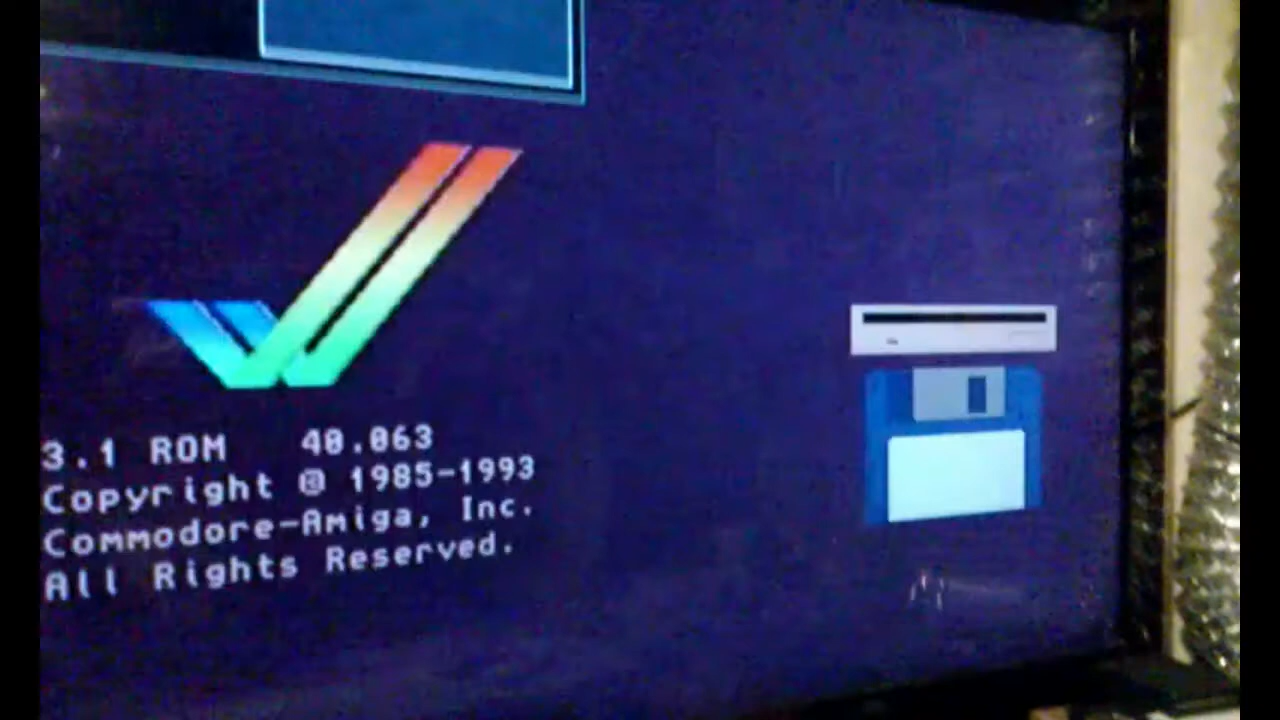 3.1 ROM 40.063
Copyright © 1985-1993
Commodore-Amiga, Inc.
All Rights Reserved.